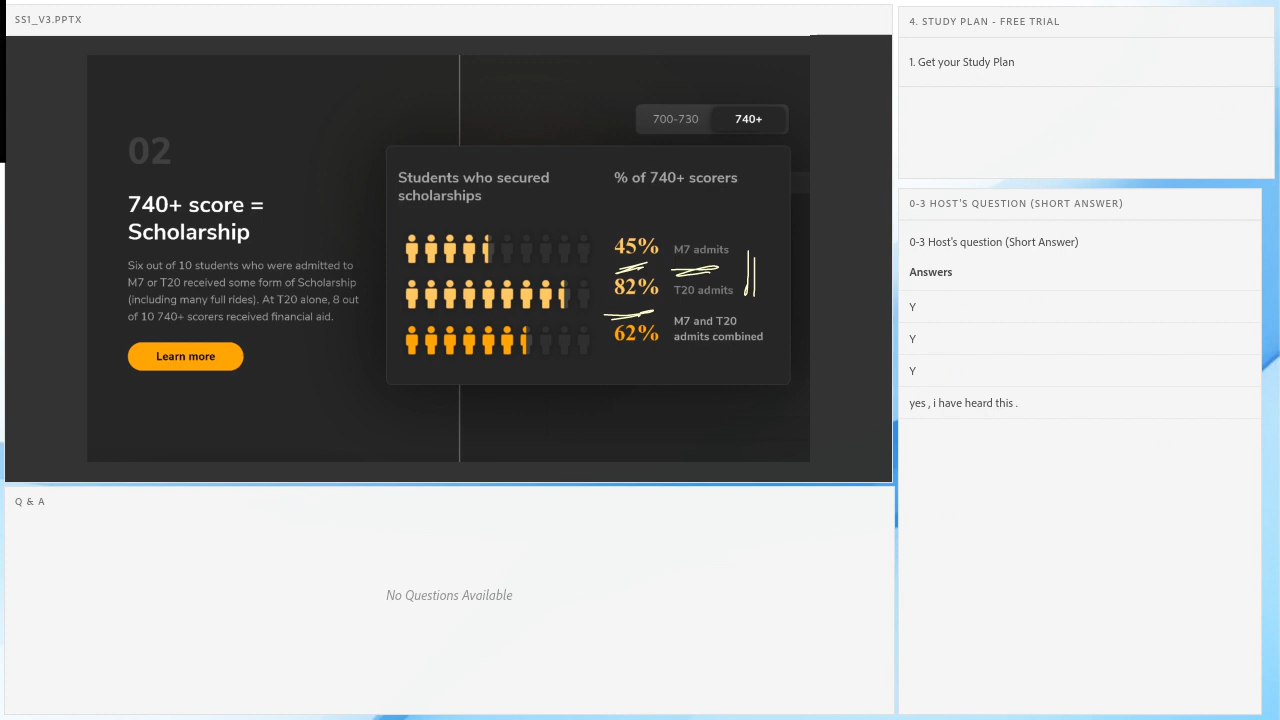 SS1_V3.PPTX
02
740+ score =
Scholarship
Six out of 10 students who were admitted to
M7 or T20 received some form of Scholarship
(including many full rides). At T20 alone, 8 out
of 10 740+ scorers received financial aid.
Learn more
700-730 740+
Students who secured
scholarships
% of 740+ scorers
45% M7 admits
82% T20 admits
62% M7 and T20
admits combined
Q & A
No Questions Available
4. STUDY PLAN - FREE TRIAL
1. Get your Study Plan
0-3 HOST'S QUESTION (SHORT ANSWER)
0-3 Host's question (Short Answer)
Answers
Y
Y
Y
yes , i have heard this .